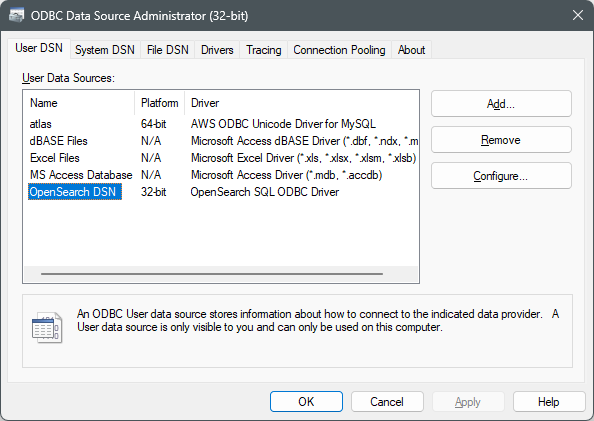 ODBC Data Source Administrator (32-bit)
User DSN System DSN File DSN Drivers Tracing Connection Pooling About
User Data Sources:
Name Platform Driver
atlas 64-bit AWS ODBC Unicode Driver for MySQL
dBASE Files N/A Microsoft Access dBASE Driver (*.dbf, *.ndx, *.m
Excel Files N/A Microsoft Excel Driver (*.xls, *.xlsx, *.xlsm, *.xlsb)
MS Access Database N/A Microsoft Access Driver (*.mdb, *.accdb)
OpenSearch DSN 32-bit OpenSearch SQL ODBC Driver
Add...
Remove
Configure...
An ODBC User data source stores information about how to connect to the indicated data provider. A
User data source is only visible to you and can only be used on this computer.
OK Cancel Apply Help